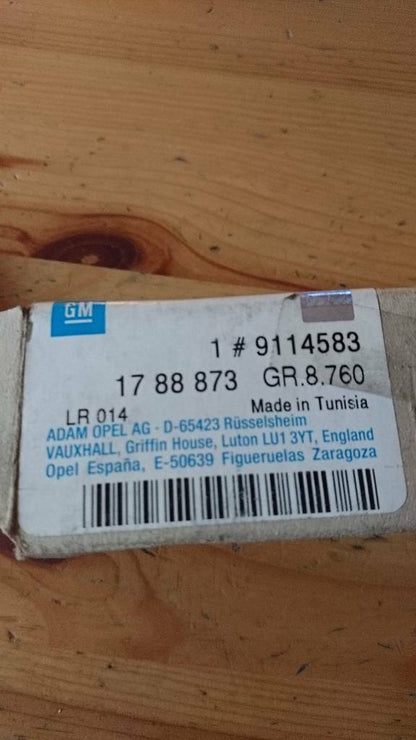 GM
1 # 9114583
17 88 873 GR.8.760
LR 014 Made in Tunisia
ADAM OPEL AG - D-65423 Rüsselsheim
VAUXHALL, Griffin House, Luton LU1 3YT, England
Opel España, E-50639 Figueruelas Zaragoza